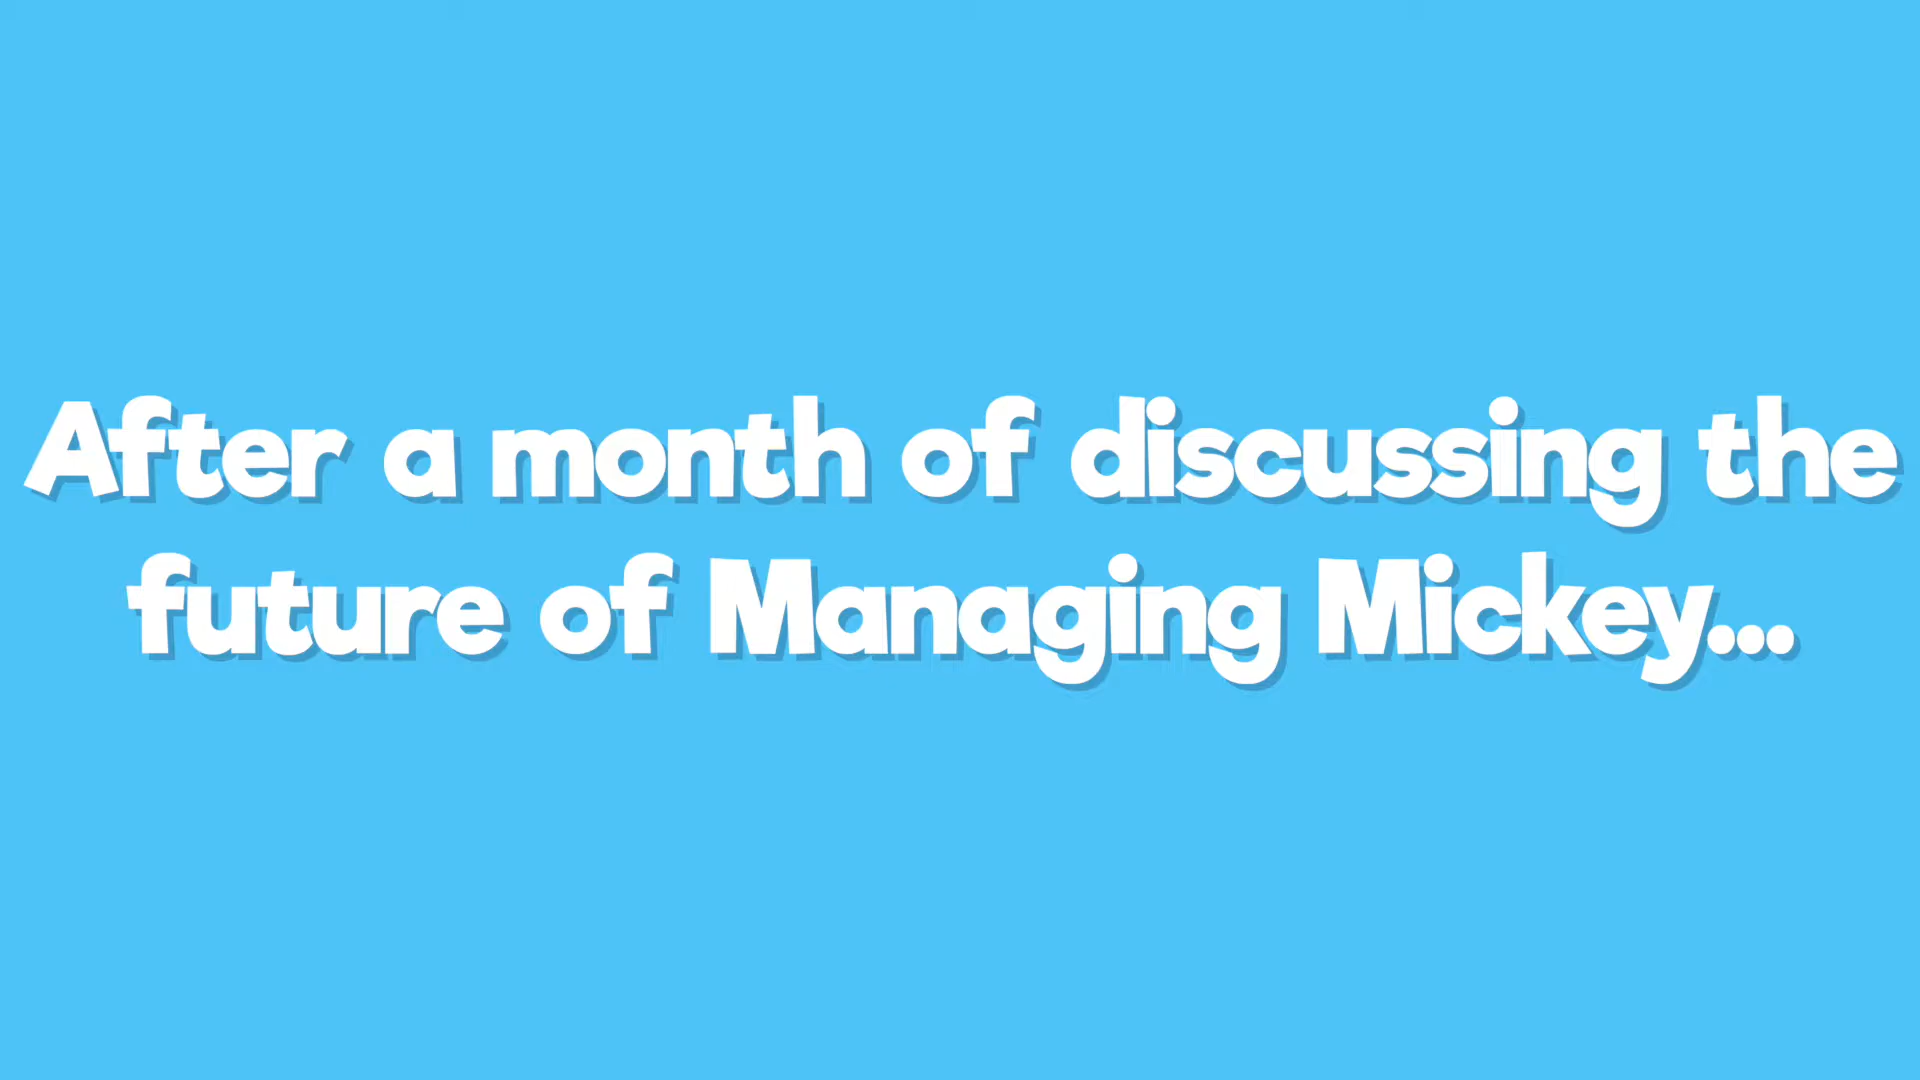 After a month of discussing the
future of Managing Mickey...